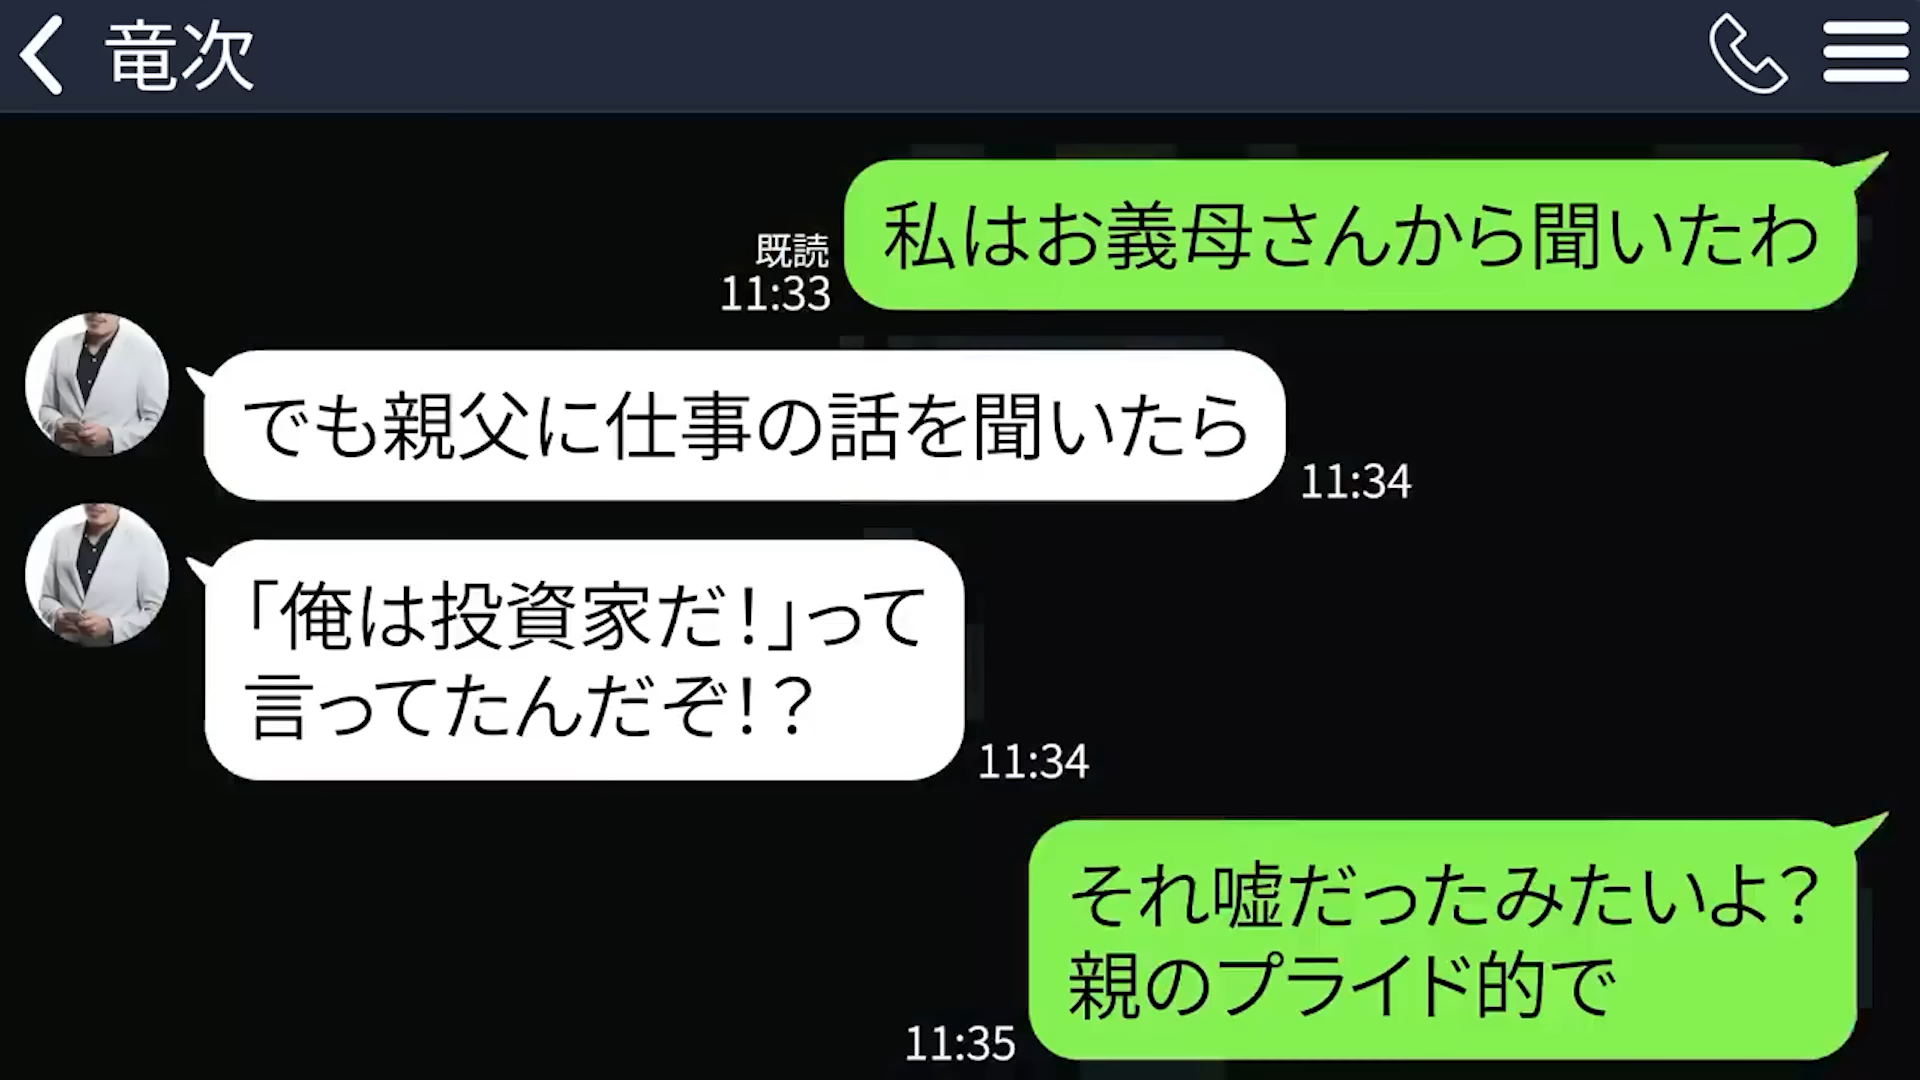 竜次
私はお義母さんから聞いたわ
既読
11:33
でも親父に仕事の話を聞いたら
11:34
「俺は投資家だ!」って
言ってたんだぞ!?
11:34
それ嘘だったみたいよ?
親のプライド的で
11:35